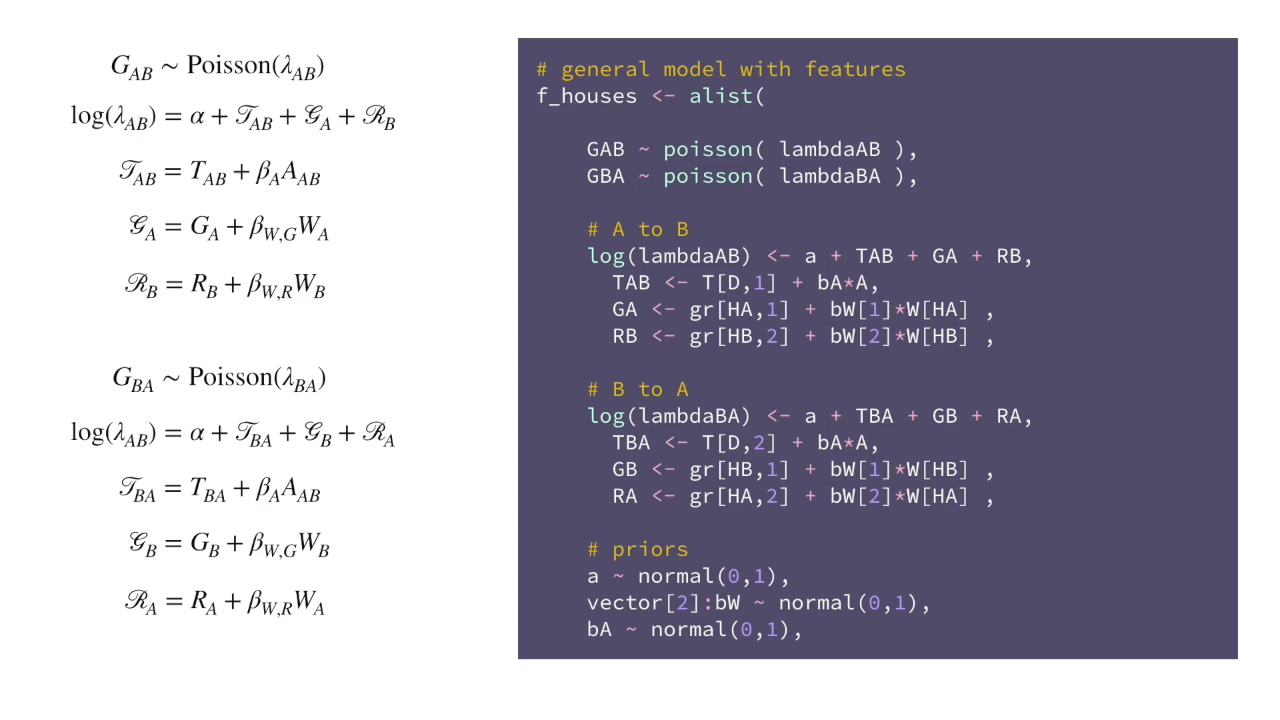 G_AB ∼ Poisson(λ_AB)
log(λ_AB) = α + 𝒯_AB + 𝒢_A + ℛ_B
𝒯_AB = T_AB + β_A A_AB
𝒢_A = G_A + β_W,G W_A
ℛ_B = R_B + β_W,R W_B
G_BA ∼ Poisson(λ_BA)
log(λ_AB) = α + 𝒯_BA + 𝒢_B + ℛ_A
𝒯_BA = T_BA + β_A A_AB
𝒢_B = G_B + β_W,G W_B
ℛ_A = R_A + β_W,R W_A
# general model with features
f_houses <- alist(
GAB ~ poisson( lambdaAB ),
GBA ~ poisson( lambdaBA ),
# A to B
log(lambdaAB) <- a + TAB + GA + RB,
TAB <- T[D,1] + bA*A,
GA <- gr[HA,1] + bW[1]*W[HA] ,
RB <- gr[HB,2] + bW[2]*W[HB] ,
# B to A
log(lambdaBA) <- a + TBA + GB + RA,
TBA <- T[D,2] + bA*A,
GB <- gr[HB,1] + bW[1]*W[HB] ,
RA <- gr[HA,2] + bW[2]*W[HA] ,
# priors
a ~ normal(0,1),
vector[2]:bW ~ normal(0,1),
bA ~ normal(0,1),